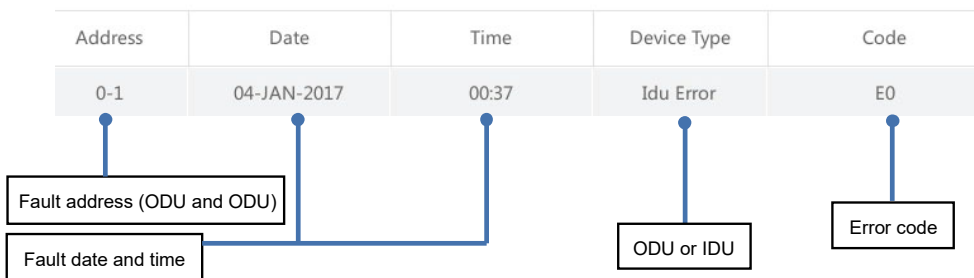 Address Date Time Device Type Code
0-1 04-JAN-2017 00:37 Idu Error E0
Fault address (ODU and ODU)
Fault date and time
ODU or IDU
Error code